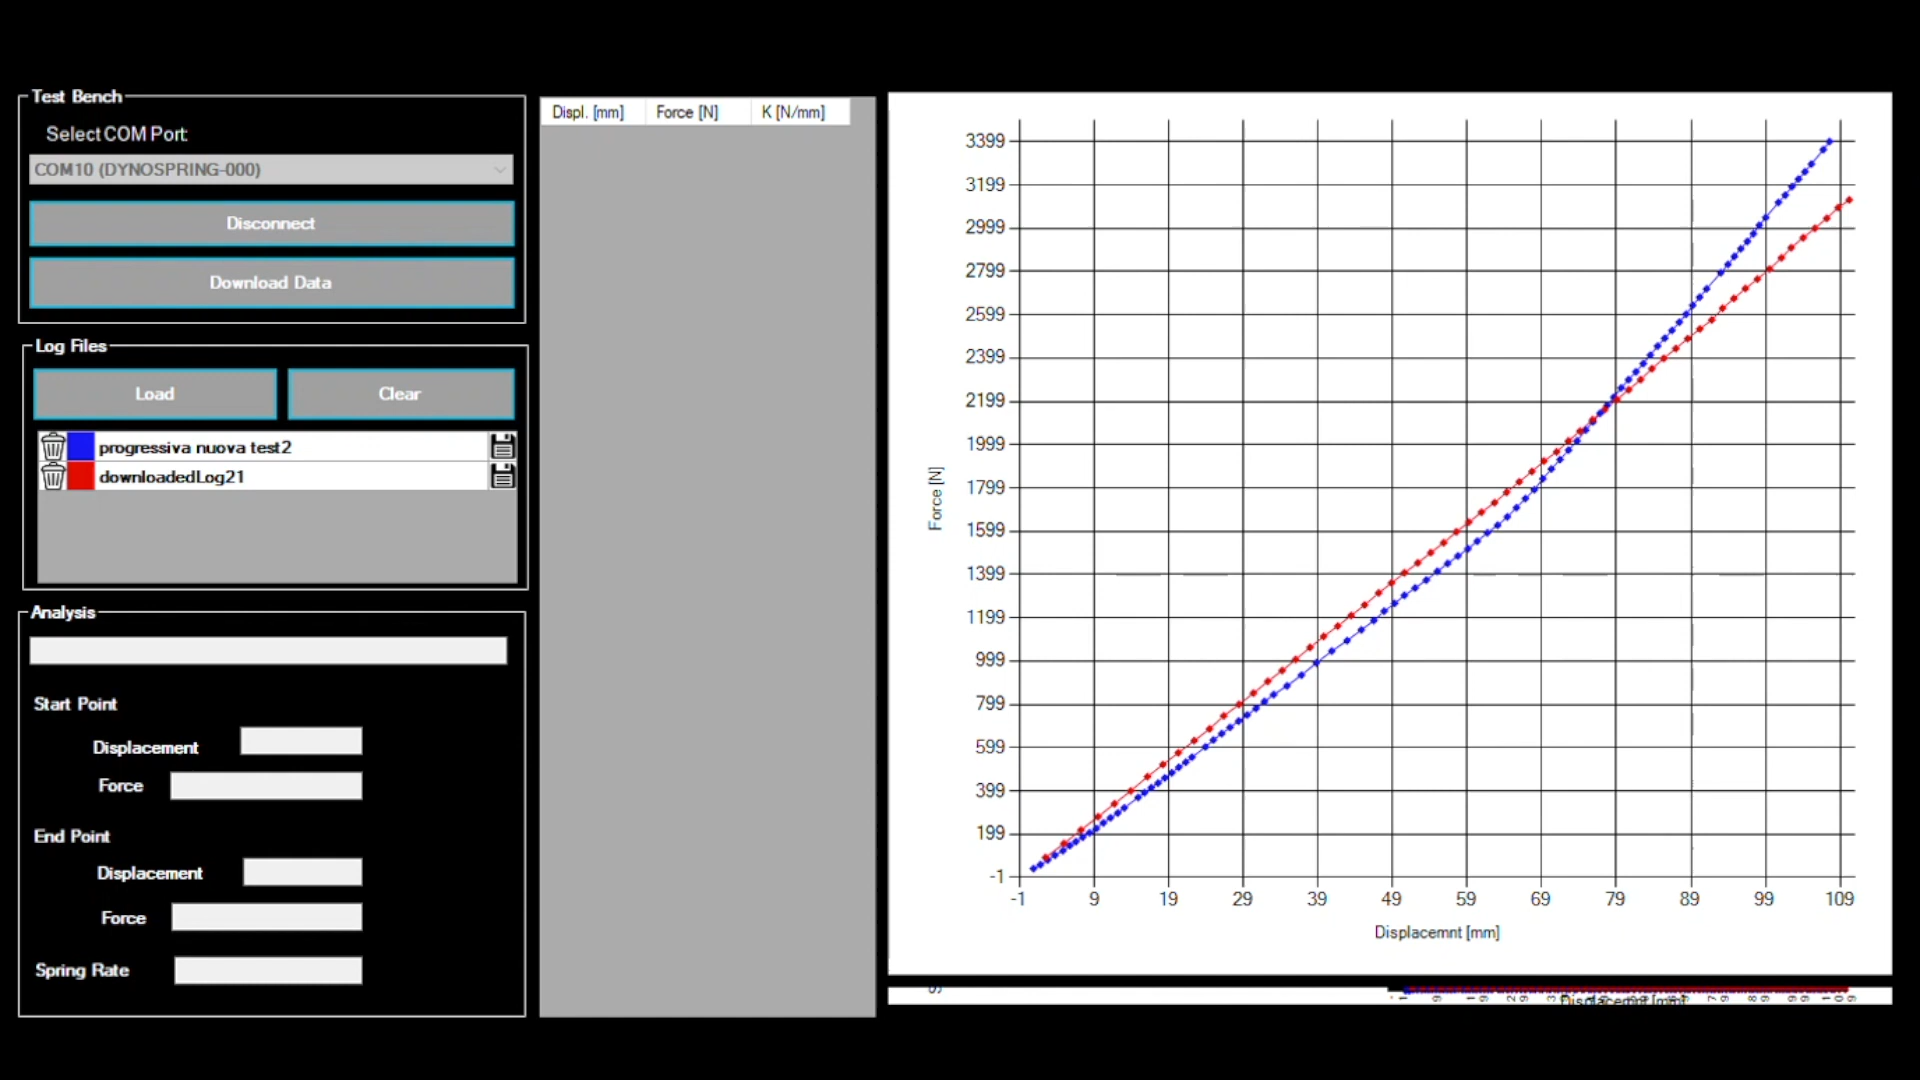 Test Bench
Select COM Port:
COM10 (DYNOSPRING-000)
Disconnect
Download Data
Log Files
Load
Clear
progressiva nuova test2
downloadedLog21
Analysis
Start Point
Displacement
Force
End Point
Displacement
Force
Spring Rate
Displ. [mm] Force [N] K [N/mm]
3399
3199
2999
2799
2599
2399
2199
1999
1799
1599
1399
1199
999
799
599
399
199
-1
Force [N]
-1 9 19 29 39 49 59 69 79 89 99 109
Displacemnt [mm]
Displacemnt [mm]